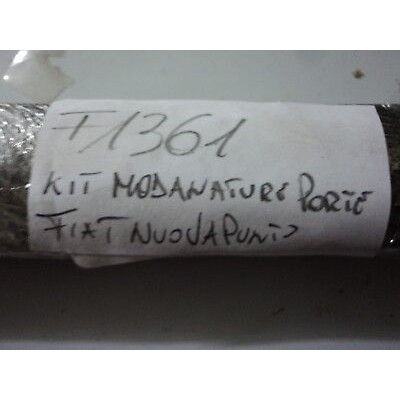 F1361
KIT MODANATURE PORTE
FIAT NUOVA PUNTO